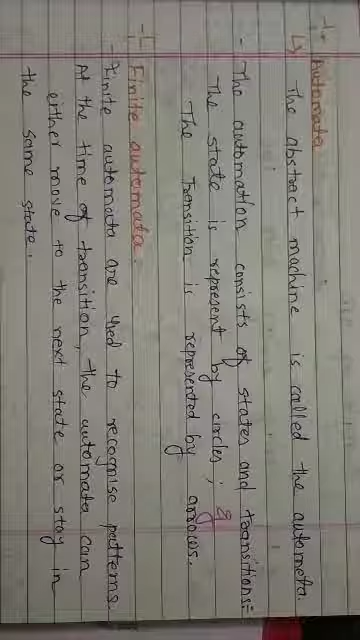 -1- Automata
↳ The abstract machine is called the automata.
- The automation consists of states and transitions:-
The state is represent by circles; &
The Transition is represented by arrows.
-1- Finite automata.
- Finite automata are used to recognise patterns.
At the time of transition, the automata can
either move to the next state or stay in
the same state.